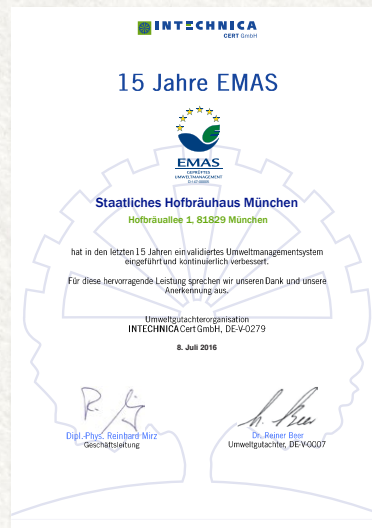 INTECHNICA
CERT GmbH
15 Jahre EMAS
EMAS
GEPRÜFTES
UMWELTMANAGEMENT
Staatliches Hofbräuhaus München
Hofbräuallee 1, 81829 München
hat in den letzten 15 Jahren ein validiertes Umweltmanagementsystem
eingeführt und kontinuierlich verbessert.
Für diese hervorragende Leistung sprechen wir unseren Dank und unsere
Anerkennung aus.
Umweltgutachterorganisation
INTECHNICA Cert GmbH, DE-V-0279
8. Juli 2016
Dipl.-Phys. Reinhard Mirz
Geschäftsleitung
Dr. Reiner Beer
Umweltgutachter, DE-V-0007